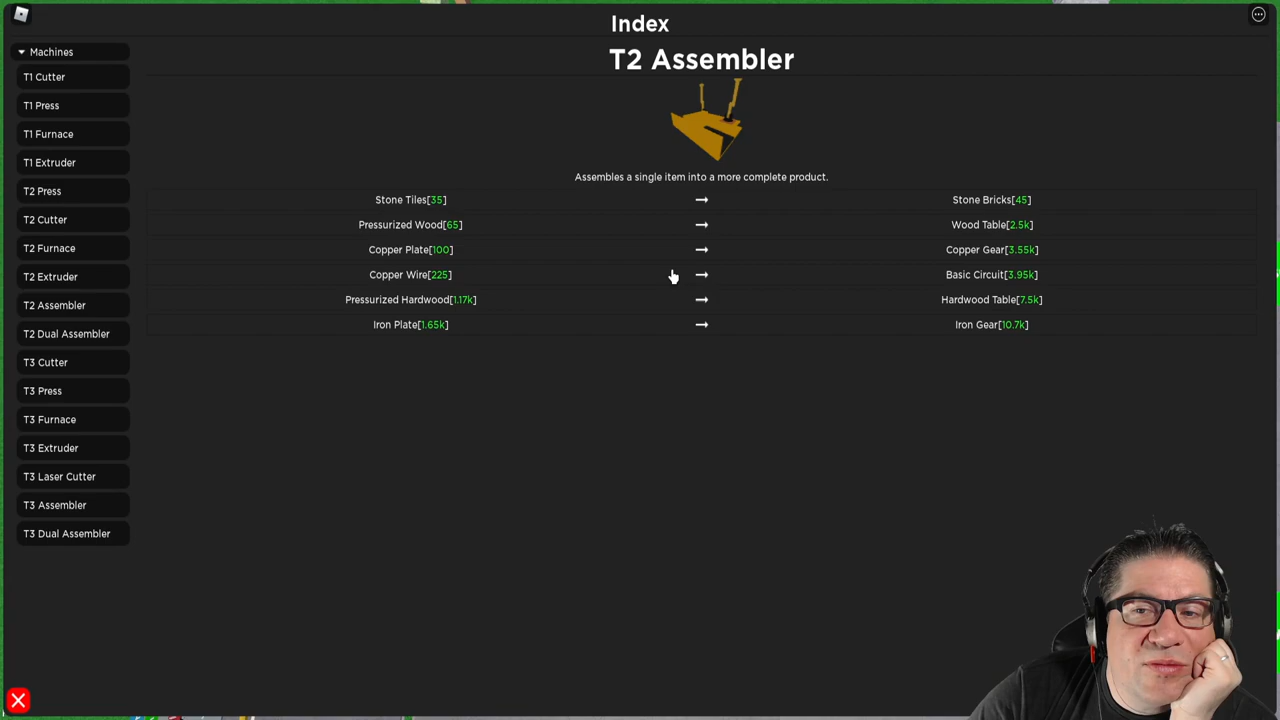 Index
Machines
T2 Assembler
T1 Cutter
T1 Press
T1 Furnace
T1 Extruder
T2 Press
T2 Cutter
T2 Furnace
T2 Extruder
T2 Assembler
T2 Dual Assembler
T3 Cutter
T3 Press
T3 Furnace
T3 Extruder
T3 Laser Cutter
T3 Assembler
T3 Dual Assembler
Assembles a single item into a more complete product.
Stone Tiles[35] → Stone Bricks[45]
Pressurized Wood[65] → Wood Table[2.5k]
Copper Plate[100] → Copper Gear[3.55k]
Copper Wire[225] → Basic Circuit[3.95k]
Pressurized Hardwood[1.17k] → Hardwood Table[7.5k]
Iron Plate[1.65k] → Iron Gear[10.7k]